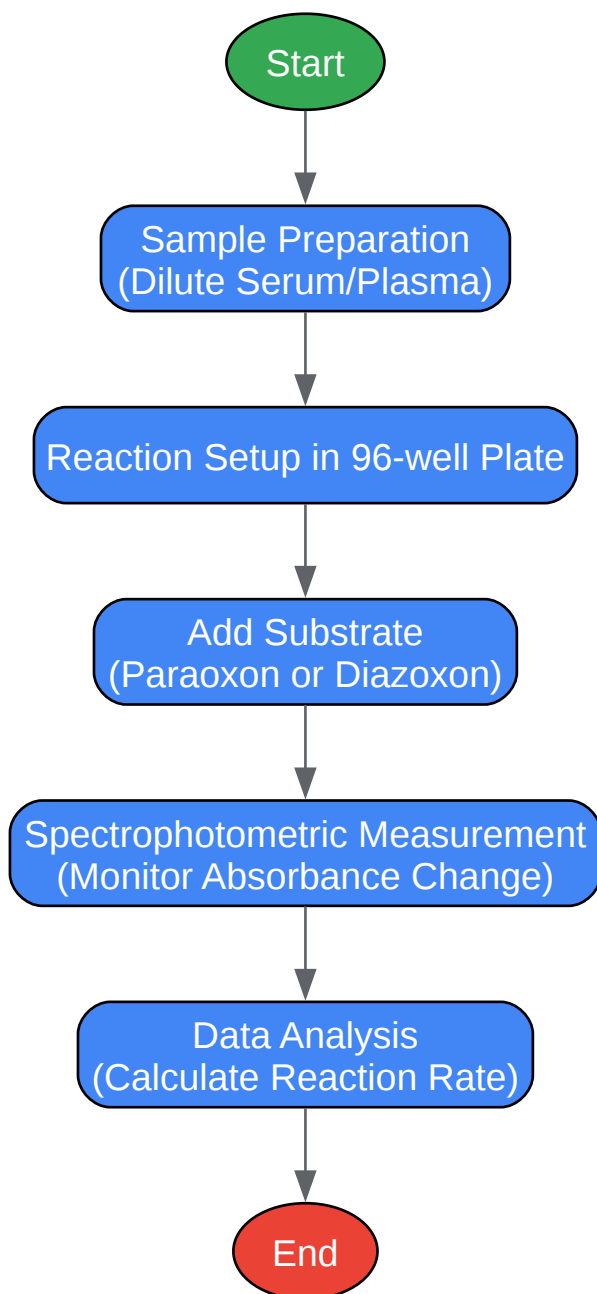 Start
Sample Preparation
(Dilute Serum/Plasma)
Reaction Setup in 96-well Plate
Add Substrate
(Paraoxon or Diazoxon)
Spectrophotometric Measurement
(Monitor Absorbance Change)
Data Analysis
(Calculate Reaction Rate)
End